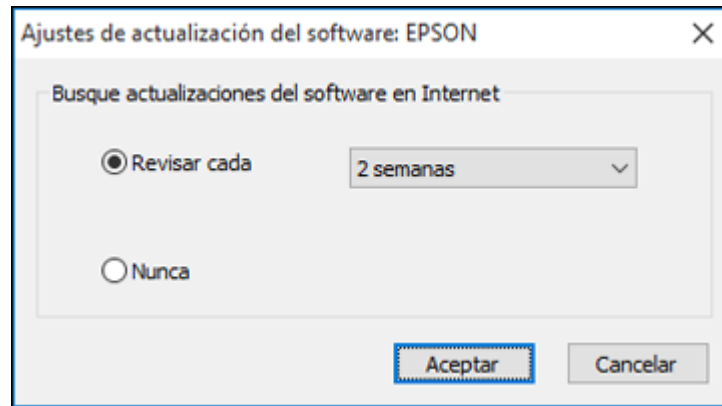 Ajustes de actualización del software: EPSON
Busque actualizaciones del software en Internet
Revisar cada 2 semanas
Nunca
Aceptar Cancelar